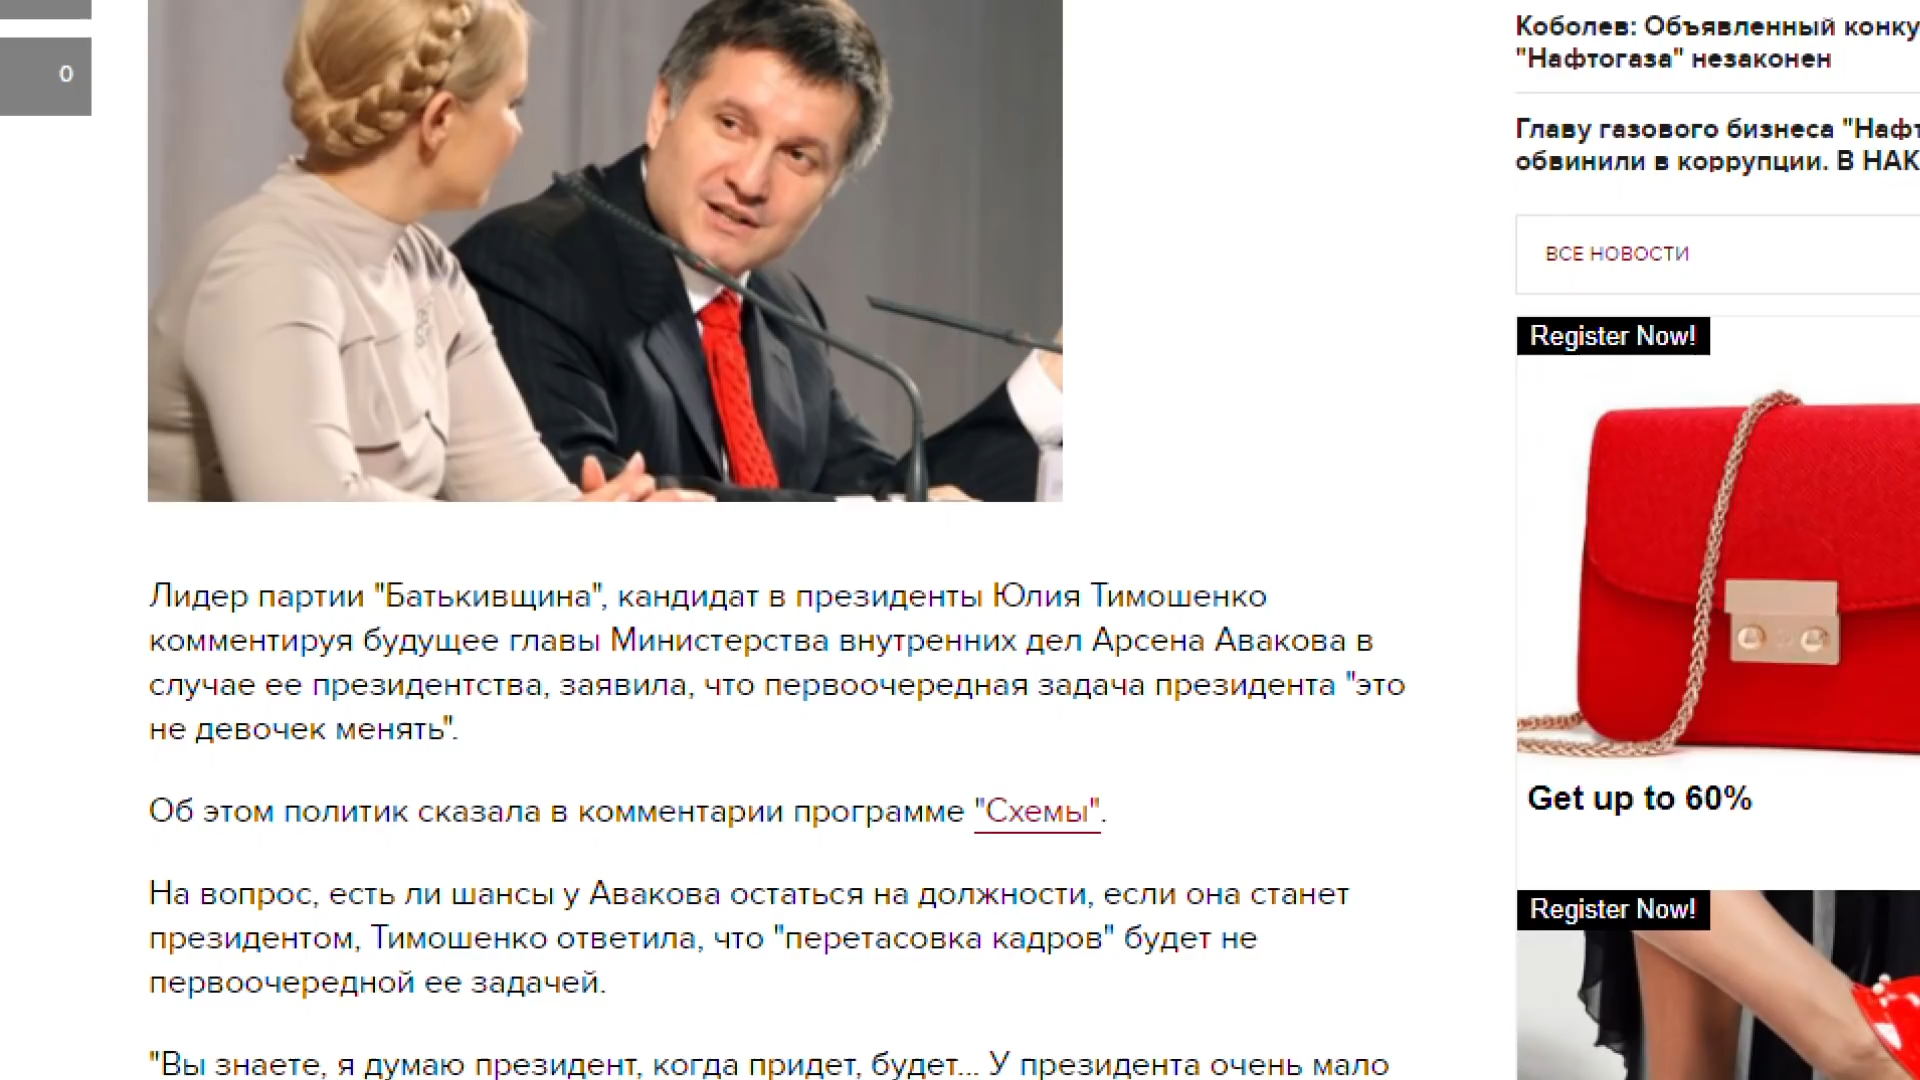 0
Лидер партии "Батькивщина", кандидат в президенты Юлия Тимошенко
комментируя будущее главы Министерства внутренних дел Арсена Авакова в
случае ее президентства, заявила, что первоочередная задача президента "это
не девочек менять".
Об этом политик сказала в комментарии программе "Схемы".
На вопрос, есть ли шансы у Авакова остаться на должности, если она станет
президентом, Тимошенко ответила, что "перетасовка кадров" будет не
первоочередной ее задачей.
"Вы знаете, я думаю президент, когда придет, будет... У президента очень мало
Коболев: Объявленный конку
"Нафтогаза" незаконен
Главу газового бизнеса "Нафт
обвинили в коррупции. В НАК
ВСЕ НОВОСТИ
Register Now!
Get up to 60%
Register Now!